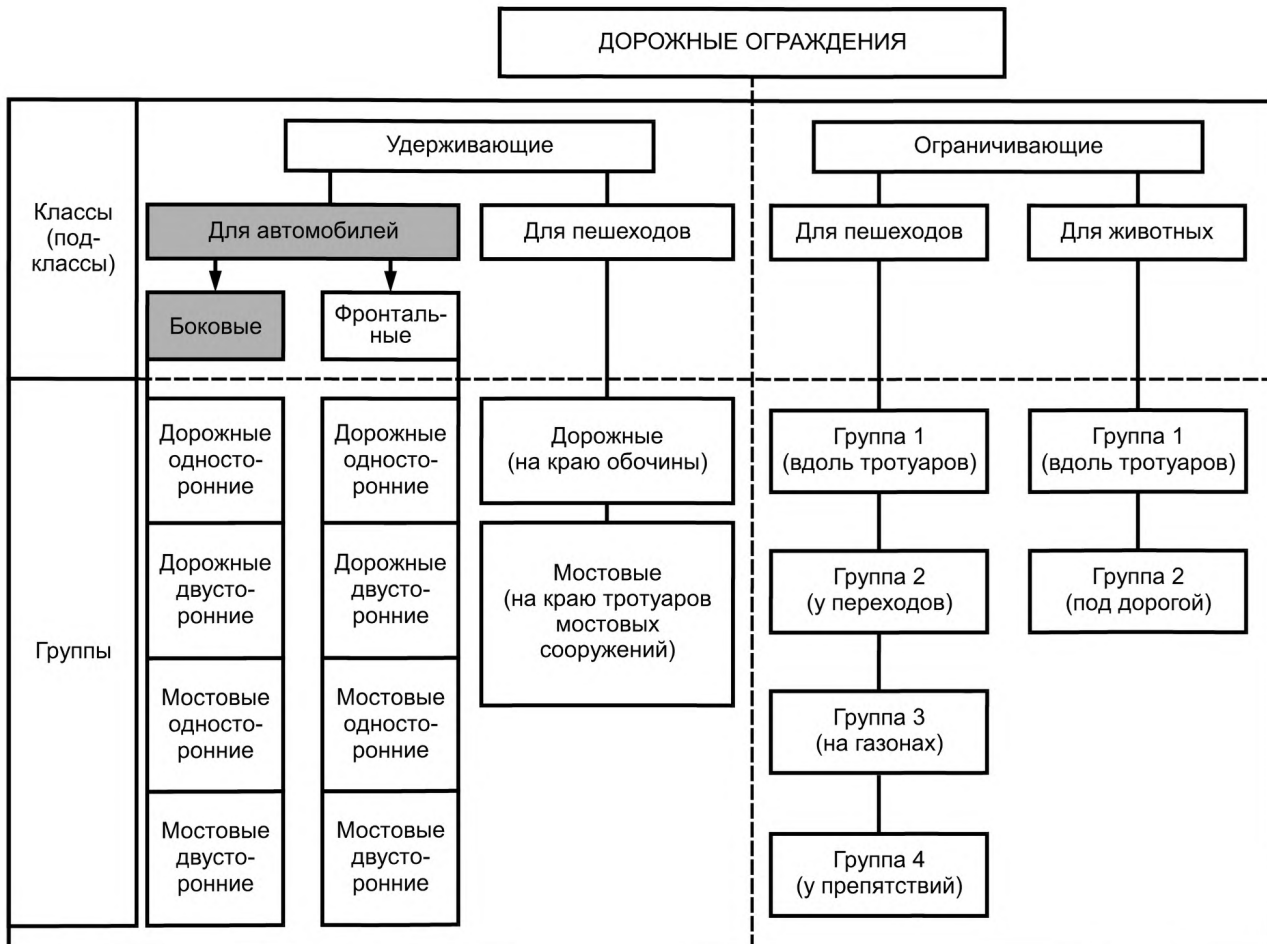 ДОРОЖНЫЕ ОГРАЖДЕНИЯ
Удерживающие
Ограничивающие
Классы
(под-
классы)
Для автомобилей
Для пешеходов
Для пешеходов
Для животных
Боковые
Фронталь-
ные
Группы
Дорожные
односто-
ронние
Дорожные
двусто-
ронние
Мостовые
односто-
ронние
Мостовые
двусто-
ронние
Дорожные
односто-
ронние
Дорожные
двусто-
ронние
Мостовые
односто-
ронние
Мостовые
двусто-
ронние
Дорожные
(на краю обочины)
Мостовые
(на краю тротуаров
мостовых
сооружений)
Группа 1
(вдоль тротуаров)
Группа 2
(у переходов)
Группа 3
(на газонах)
Группа 4
(у препятствий)
Группа 1
(вдоль тротуаров)
Группа 2
(под дорогой)